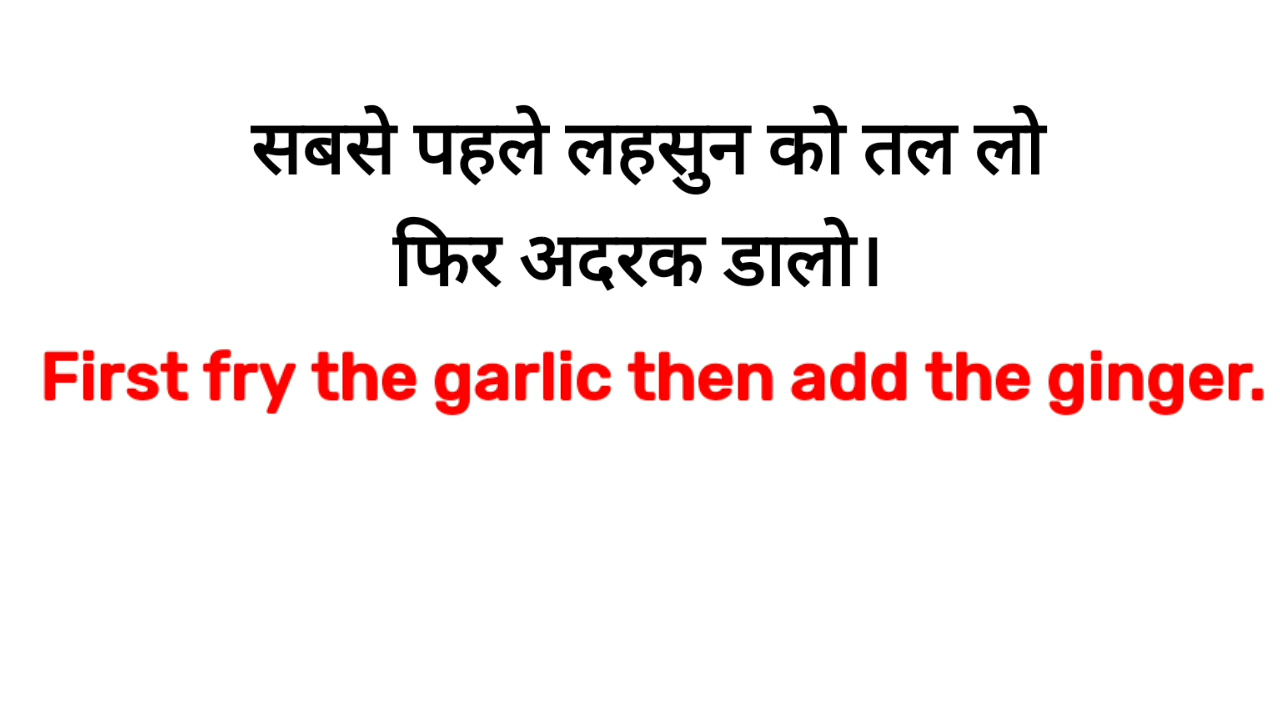 सबसे पहले लहसुन को तल लो
फिर अदरक डालो।
First fry the garlic then add the ginger.